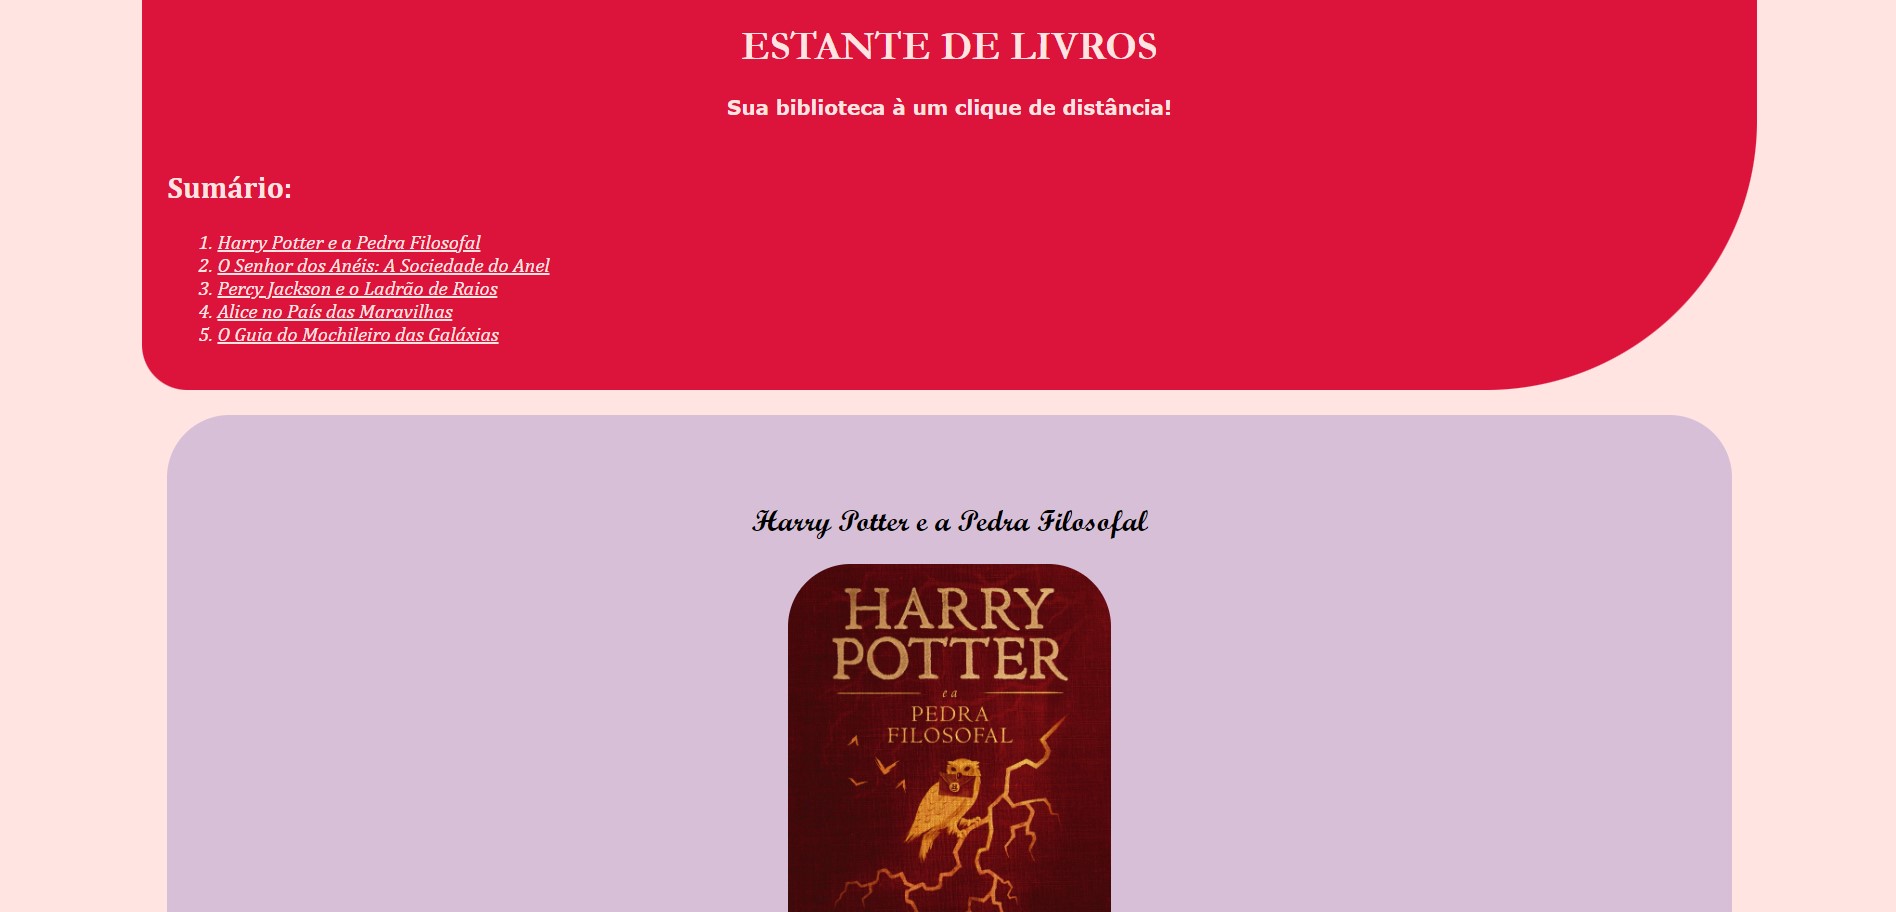 ESTANTE DE LIVROS
Sua biblioteca à um clique de distância!
Sumário:
1. Harry Potter e a Pedra Filosofal
2. O Senhor dos Anéis: A Sociedade do Anel
3. Percy Jackson e o Ladrão de Raios
4. Alice no País das Maravilhas
5. O Guia do Mochileiro das Galáxias
Harry Potter e a Pedra Filosofal
HARRY
POTTER
e a
PEDRA
FILOSOFAL